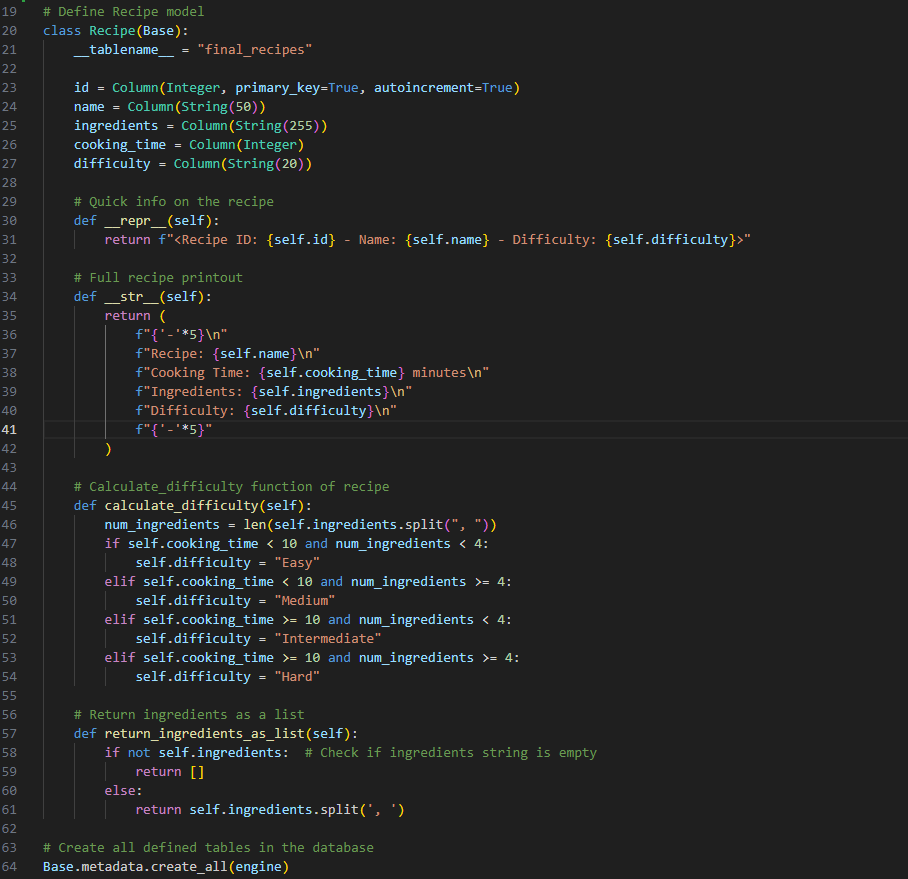 19 # Define Recipe model
20 class Recipe(Base):
21     __tablename__ = "final_recipes"
22
23     id = Column(Integer, primary_key=True, autoincrement=True)
24     name = Column(String(50))
25     ingredients = Column(String(255))
26     cooking_time = Column(Integer)
27     difficulty = Column(String(20))
28
29     # Quick info on the recipe
30     def __repr__(self):
31         return f"<Recipe ID: {self.id} - Name: {self.name} - Difficulty: {self.difficulty}>"
32
33     # Full recipe printout
34     def __str__(self):
35         return (
36             f"{'-'*5}\n"
37             f"Recipe: {self.name}\n"
38             f"Cooking Time: {self.cooking_time} minutes\n"
39             f"Ingredients: {self.ingredients}\n"
40             f"Difficulty: {self.difficulty}\n"
41             f"{'-'*5}"
42         )
43
44     # Calculate_difficulty function of recipe
45     def calculate_difficulty(self):
46         num_ingredients = len(self.ingredients.split(", "))
47         if self.cooking_time < 10 and num_ingredients < 4:
48             self.difficulty = "Easy"
49         elif self.cooking_time < 10 and num_ingredients >= 4:
50             self.difficulty = "Medium"
51         elif self.cooking_time >= 10 and num_ingredients < 4:
52             self.difficulty = "Intermediate"
53         elif self.cooking_time >= 10 and num_ingredients >= 4:
54             self.difficulty = "Hard"
55
56     # Return ingredients as a list
57     def return_ingredients_as_list(self):
58         if not self.ingredients:  # Check if ingredients string is empty
59             return []
60         else:
61             return self.ingredients.split(', ')
62
63 # Create all defined tables in the database
64 Base.metadata.create_all(engine)